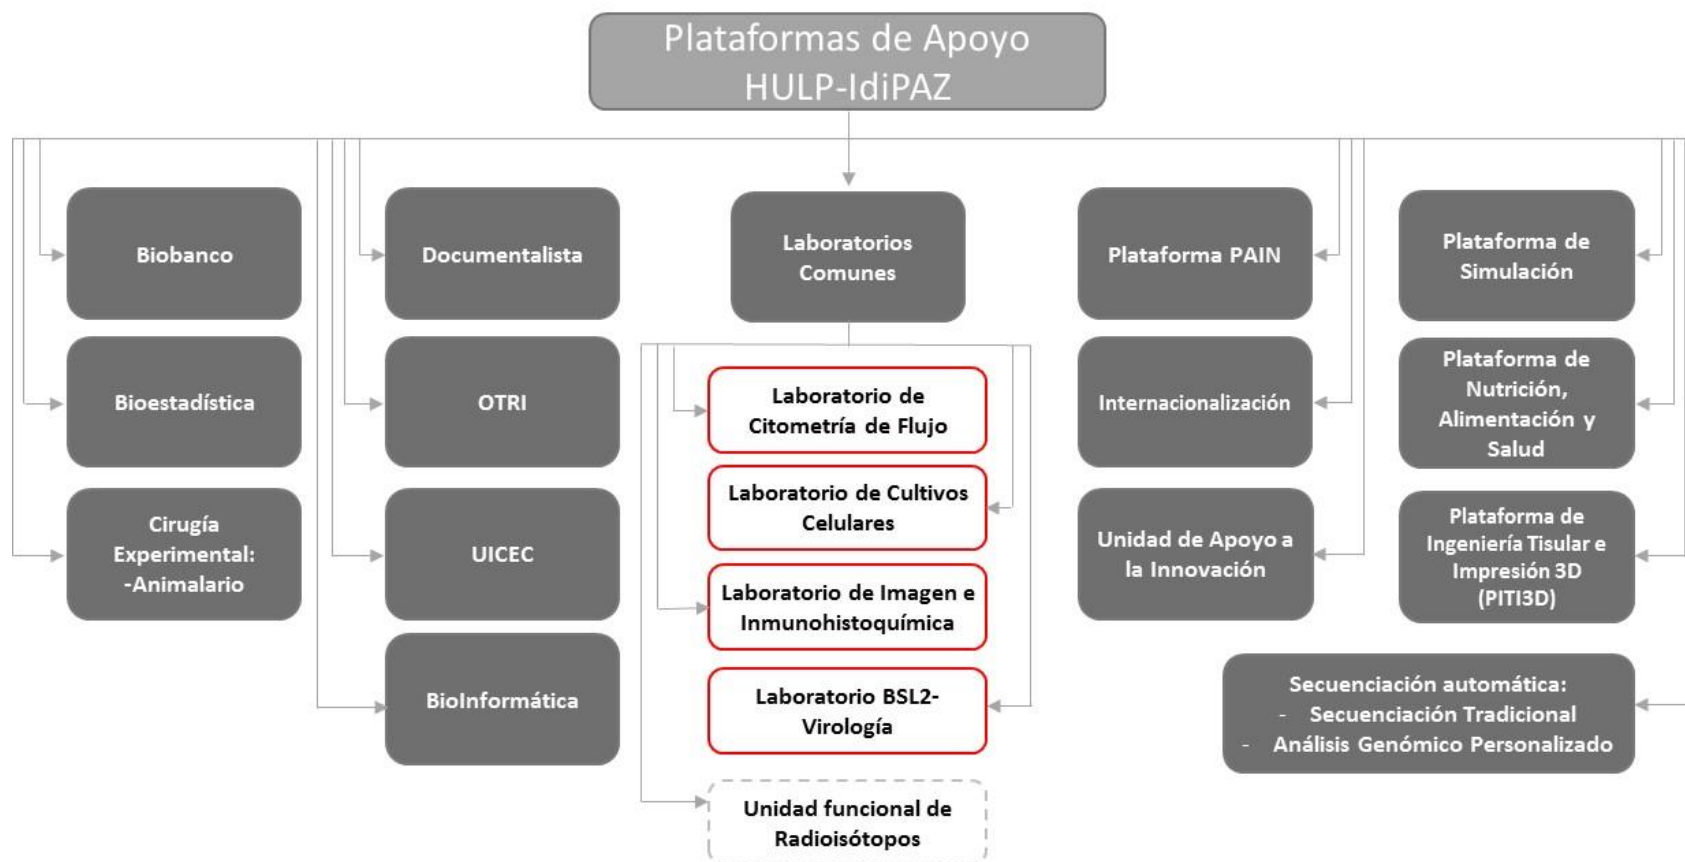 Plataformas de Apoyo
HULP-IdiPAZ
Biobanco
Bioestadística
Cirugía
Experimental:
-Animalario
Documentalista
OTRI
UICEC
BioInformática
Laboratorios
Comunes
Laboratorio de
Citometría de Flujo
Laboratorio de Cultivos
Celulares
Laboratorio de Imagen e
Inmunohistoquímica
Laboratorio BSL2-
Virología
Unidad funcional de
Radioisótopos
Plataforma PAIN
Internacionalización
Unidad de Apoyo a
la Innovación
Plataforma de
Simulación
Plataforma de
Nutrición,
Alimentación y
Salud
Plataforma de
Ingeniería Tisular e
Impresión 3D
(PITI3D)
Secuenciación automática:
- Secuenciación Tradicional
- Análisis Genómico Personalizado